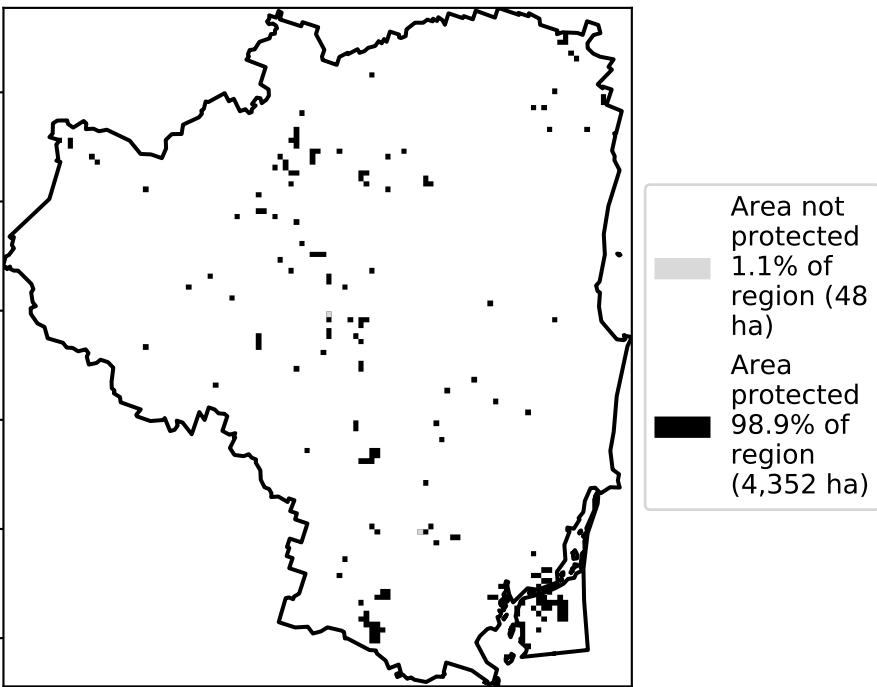 Area not
protected
1.1% of
region (48
ha)
Area
protected
98.9% of
region
(4,352 ha)